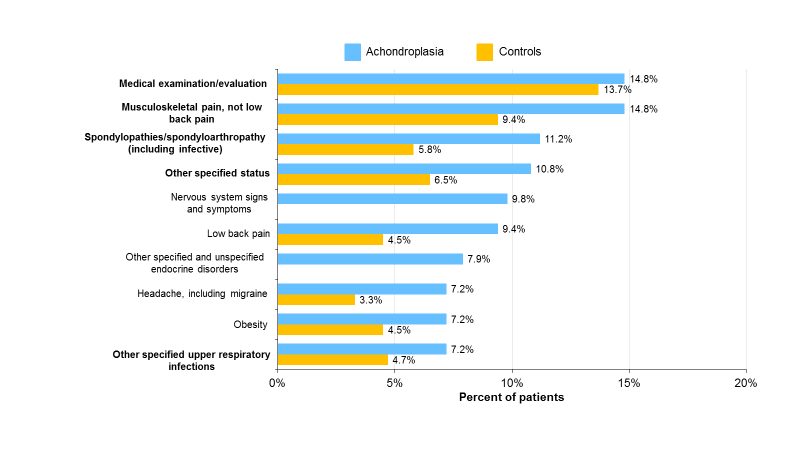 Achondroplasia
Controls
Medical examination/evaluation
14.8%
13.7%
Musculoskeletal pain, not low
back pain
14.8%
9.4%
Spondylopathies/spondyloarthropathy
(including infective)
11.2%
5.8%
Other specified status
10.8%
6.5%
Nervous system signs
and symptoms
9.8%
Low back pain
9.4%
4.5%
Other specified and unspecified
endocrine disorders
7.9%
Headache, including migraine
7.2%
3.3%
Obesity
7.2%
4.5%
Other specified upper respiratory
infections
7.2%
4.7%
0%
5%
10%
15%
20%
Percent of patients